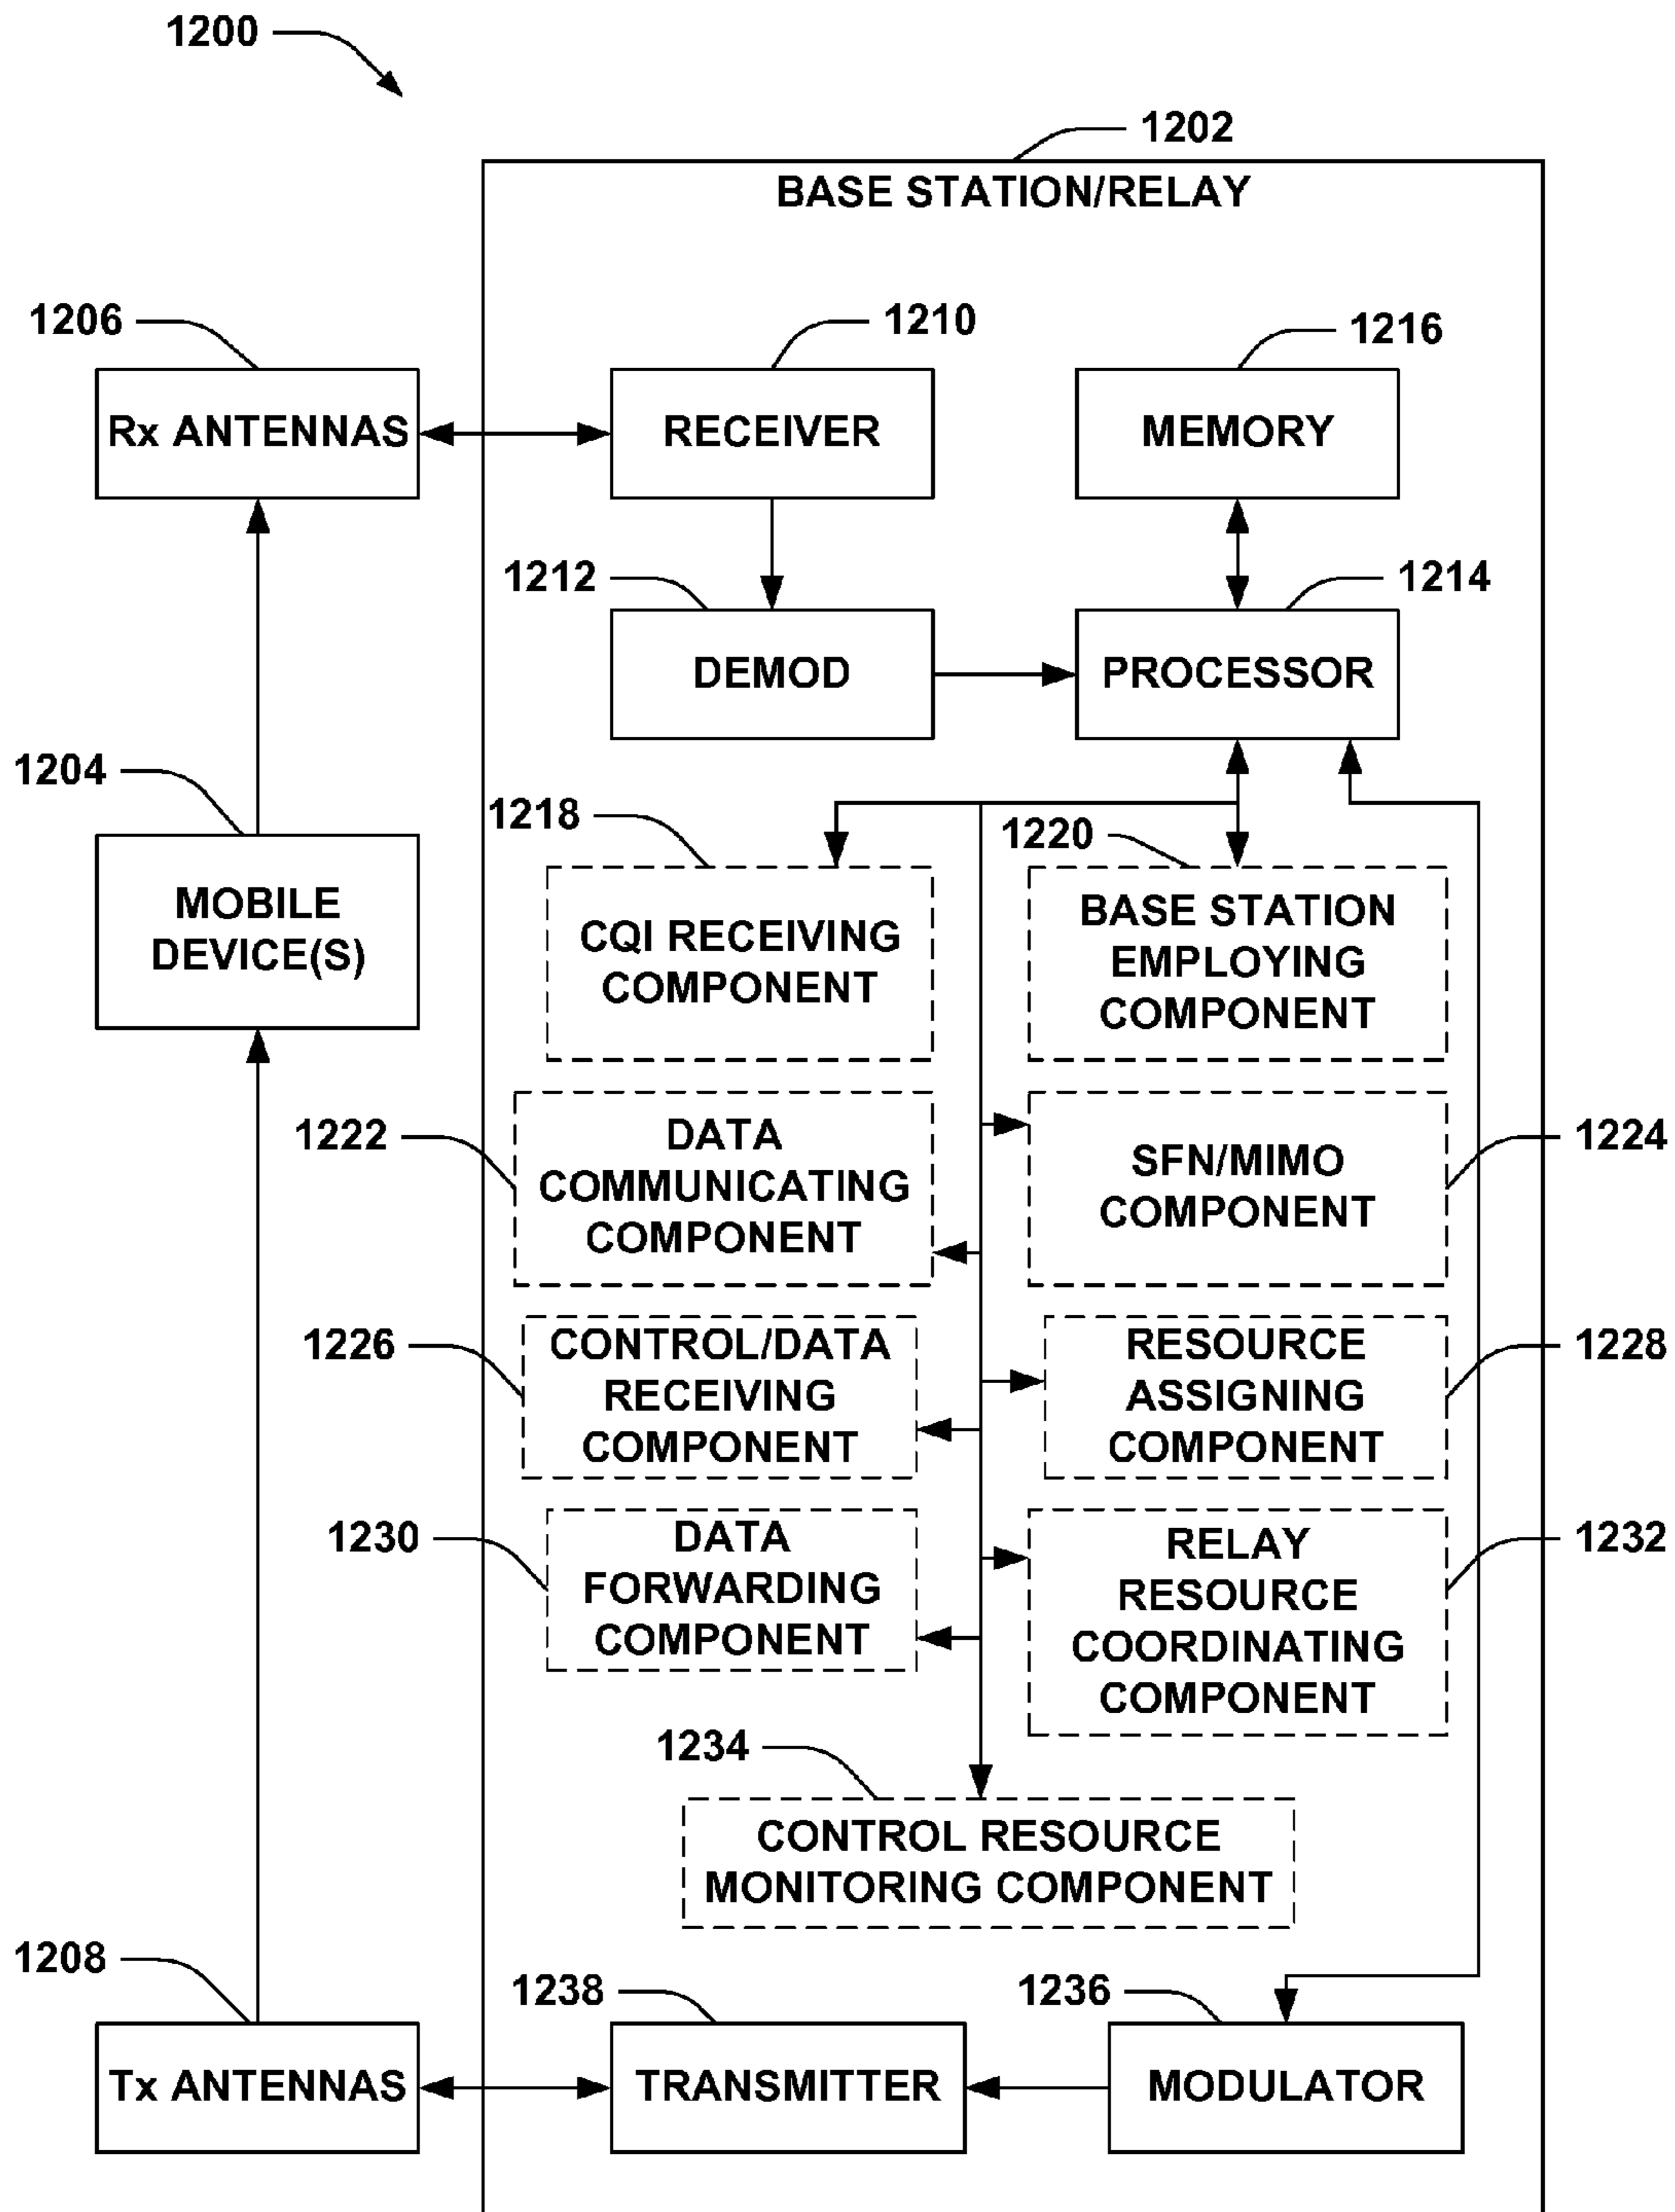 1200
1202
BASE STATION/RELAY
1206
1210
1216
Rx ANTENNAS
RECEIVER
MEMORY
1212
1214
DEMOD
PROCESSOR
1204
1218
1220
MOBILE
DEVICE(S)
CQI RECEIVING
COMPONENT
BASE STATION
EMPLOYING
COMPONENT
1222
DATA
COMMUNICATING
COMPONENT
SFN/MIMO
COMPONENT
1224
1226
CONTROL/DATA
RECEIVING
COMPONENT
RESOURCE
ASSIGNING
COMPONENT
1228
1230
DATA
FORWARDING
COMPONENT
RELAY
RESOURCE
COORDINATING
COMPONENT
1232
1234
CONTROL RESOURCE
MONITORING COMPONENT
1208
1238
1236
Tx ANTENNAS
TRANSMITTER
MODULATOR